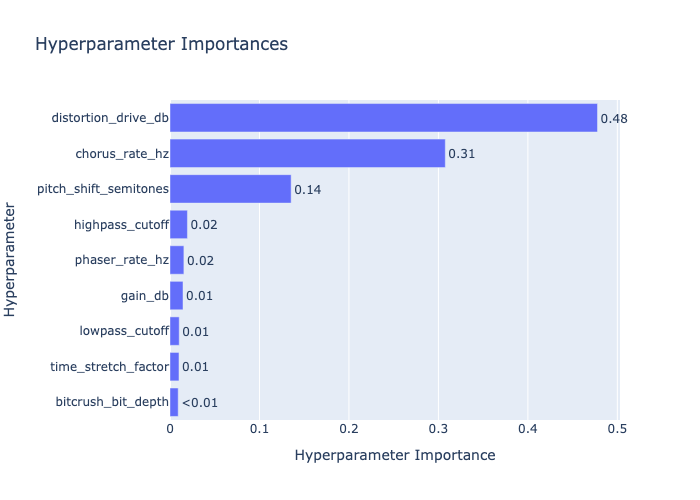 Hyperparameter Importances
Hyperparameter
distortion_drive_db 0.48
chorus_rate_hz 0.31
pitch_shift_semitones 0.14
highpass_cutoff 0.02
phaser_rate_hz 0.02
gain_db 0.01
lowpass_cutoff 0.01
time_stretch_factor 0.01
bitcrush_bit_depth <0.01
0 0.1 0.2 0.3 0.4 0.5
Hyperparameter Importance